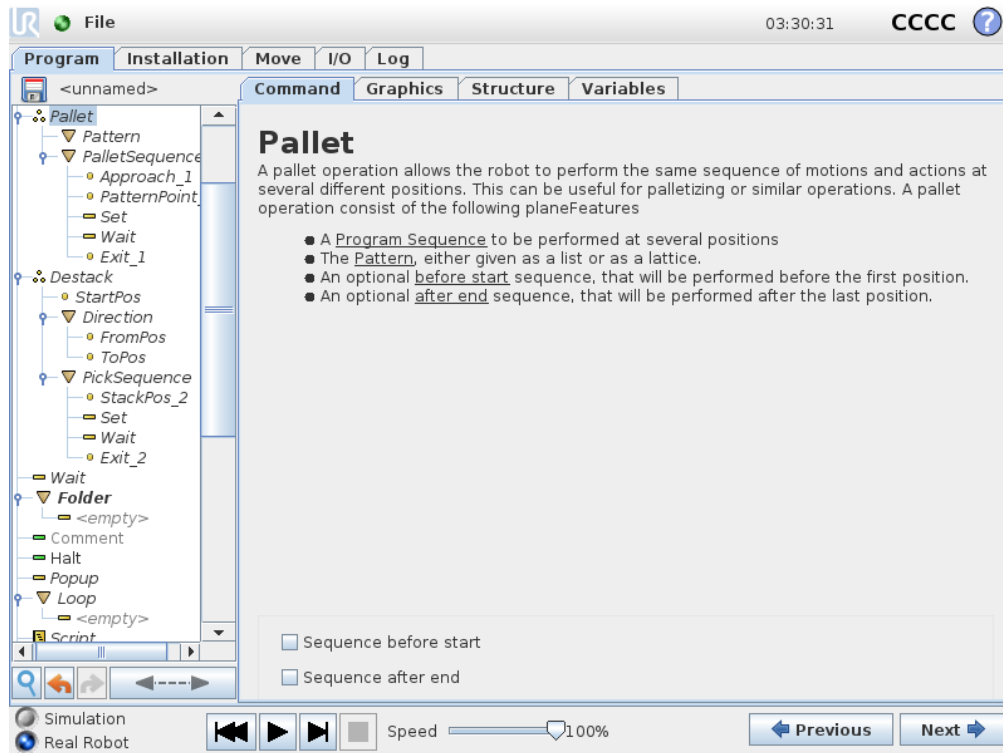 UR File 03:30:31 CCCC ?
Program Installation Move I/O Log
<unnamed> Command Graphics Structure Variables
Pallet
Pattern
PalletSequence
Approach_1
PatternPoint_
Set
Wait
Exit_1
Destack
StartPos
Direction
FromPos
ToPos
PickSequence
StackPos_2
Set
Wait
Exit_2
Wait
Folder
<empty>
Comment
Halt
Popup
Loop
<empty>
Script
Pallet
A pallet operation allows the robot to perform the same sequence of motions and actions at
several different positions. This can be useful for palletizing or similar operations. A pallet
operation consist of the following planeFeatures
● A Program Sequence to be performed at several positions
● The Pattern, either given as a list or as a lattice.
● An optional before start sequence, that will be performed before the first position.
● An optional after end sequence, that will be performed after the last position.
Sequence before start
Sequence after end
Simulation
Real Robot
Speed 100%
Previous Next